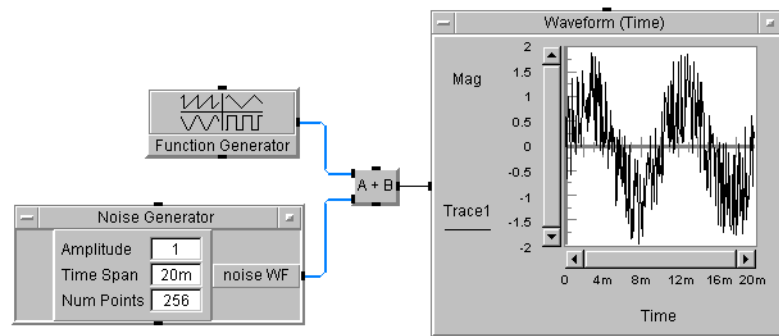 Function Generator
Noise Generator
Amplitude 1
Time Span 20m
Num Points 256
noise WF
A + B
Waveform (Time)
Mag
Trace1
2
1.5
1
0.5
0
-0.5
-1
-1.5
-2
0 4m 8m 12m 16m 20m
Time